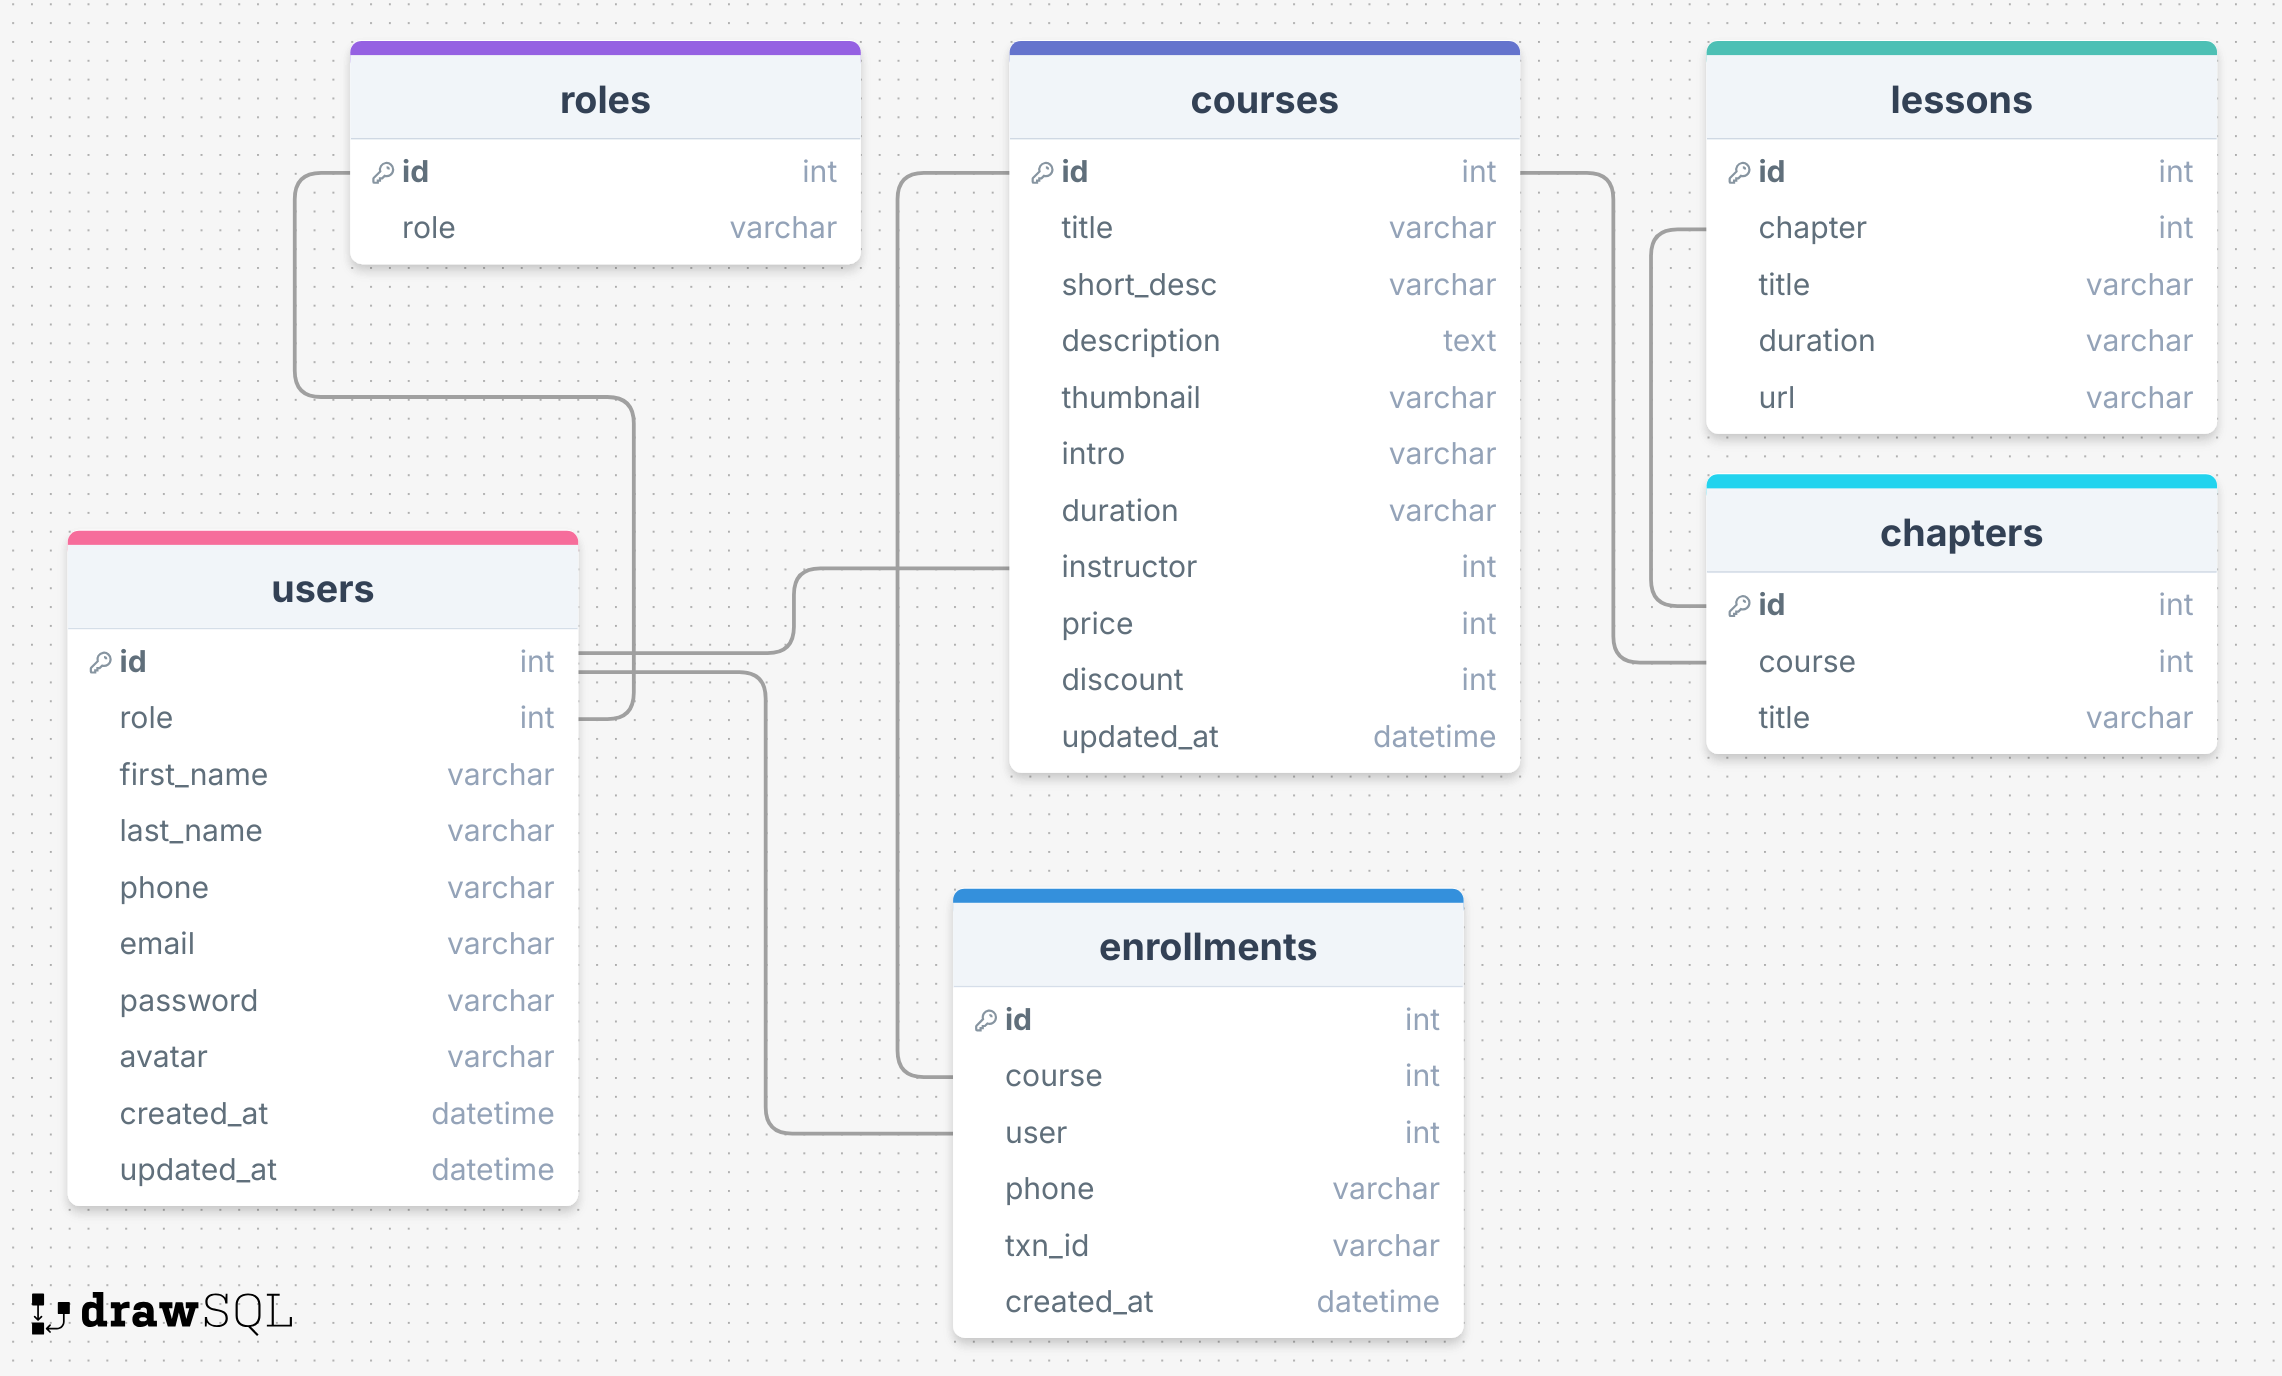 roles
id int
role varchar
courses
id int
title varchar
short_desc varchar
description text
thumbnail varchar
intro varchar
duration varchar
instructor int
price int
discount int
updated_at datetime
lessons
id int
chapter int
title varchar
duration varchar
url varchar
chapters
id int
course int
title varchar
users
id int
role int
first_name varchar
last_name varchar
phone varchar
email varchar
password varchar
avatar varchar
created_at datetime
updated_at datetime
enrollments
id int
course int
user int
phone varchar
txn_id varchar
created_at datetime
drawSQL